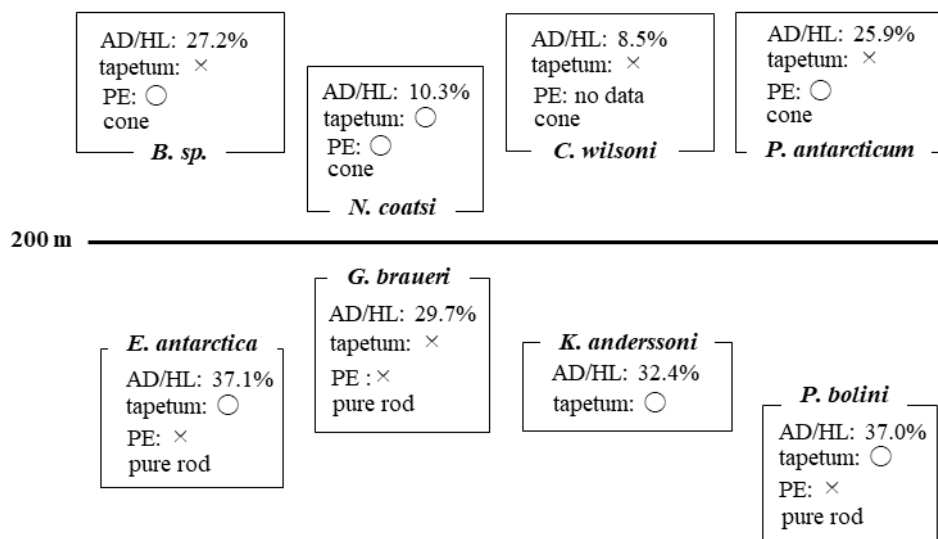 AD/HL: 27.2%
tapetum: ×
PE: ○
cone
B. sp.
AD/HL: 10.3%
tapetum: ○
PE: ○
cone
N. coatsi
AD/HL: 8.5%
tapetum: ×
PE: no data
cone
C. wilsoni
AD/HL: 25.9%
tapetum: ×
PE: ○
cone
P. antarcticum
200 m
E. antarctica
AD/HL: 37.1%
tapetum: ○
PE: ×
pure rod
G. braueri
AD/HL: 29.7%
tapetum: ×
PE : ×
pure rod
K. anderssoni
AD/HL: 32.4%
tapetum: ○
P. bolini
AD/HL: 37.0%
tapetum: ○
PE: ×
pure rod